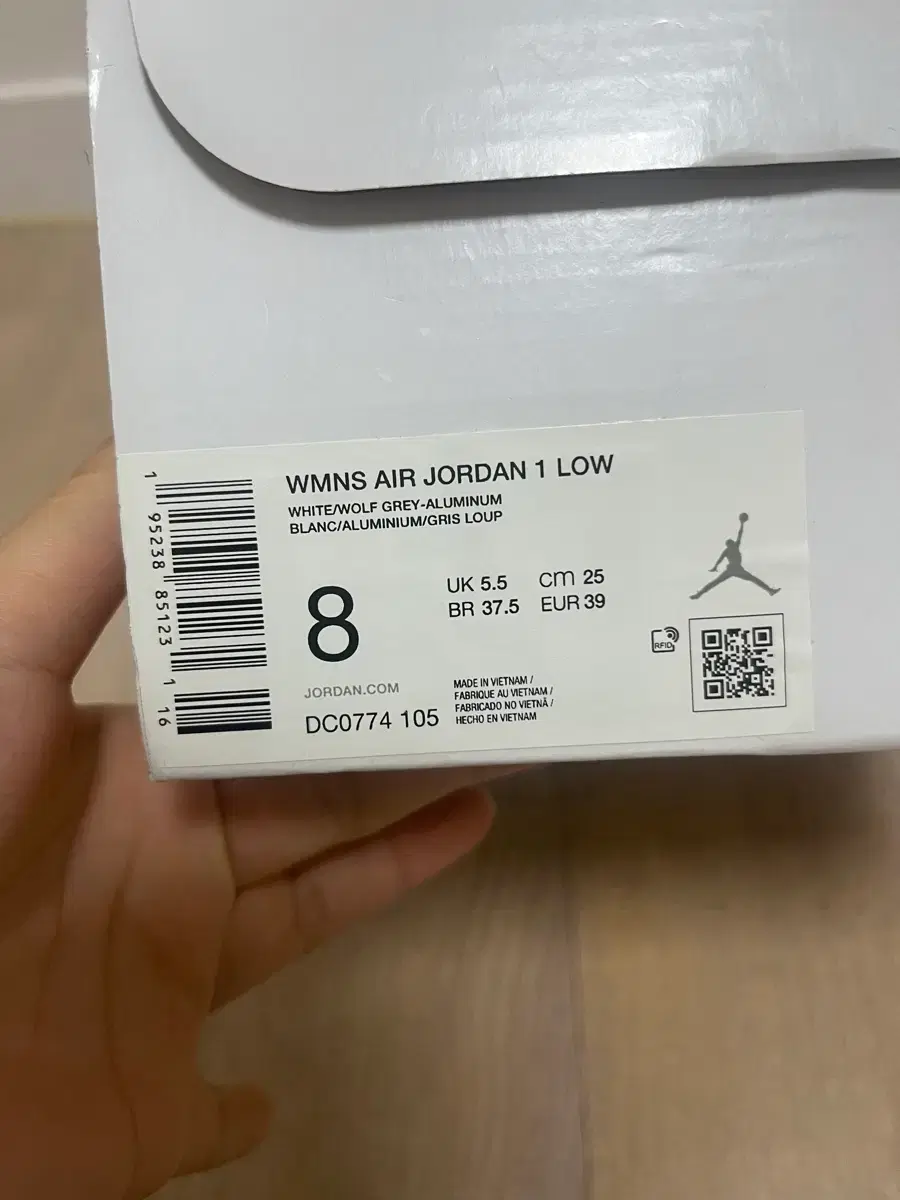 WMNS AIR JORDAN 1 LOW
WHITE/WOLF GREY-ALUMINUM
BLANC/ALUMINIUM/GRIS LOUP
8
UK 5.5 cm 25
BR 37.5 EUR 39
JORDAN.COM
DC0774 105
MADE IN VIETNAM /
FABRIQUE AU VIETNAM /
FABRICADO NO VIETNÃ /
HECHO EN VIETNAM
RFID
1 95238 85123 1 16